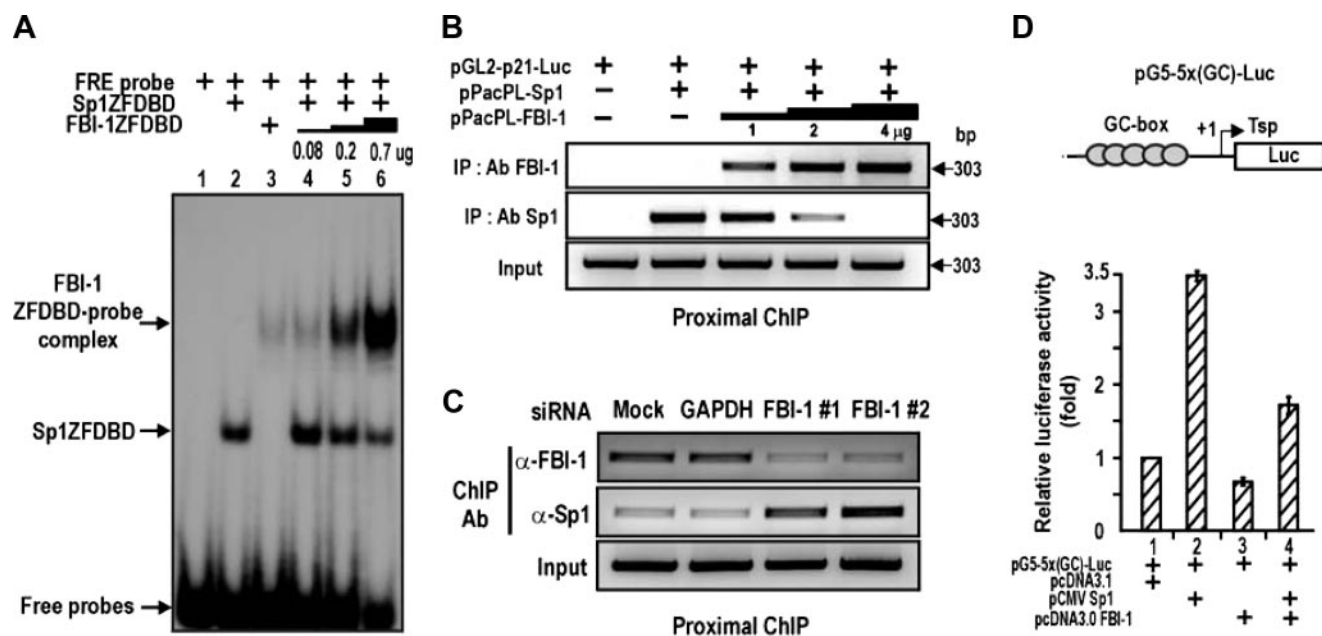 A
FRE probe + + + + + +
Sp1ZFDBD + + + +
FBI-1ZFDBD +
0.08 0.2 0.7 ug
1 2 3 4 5 6
FBI-1
ZFDBD-probe
complex
Sp1ZFDBD
Free probes
B
pGL2-p21-Luc + + + + +
pPacPL-Sp1 − + + + +
pPacPL-FBI-1 − −
1 2 4 μg
bp
IP : Ab FBI-1 303
IP : Ab Sp1 303
Input 303
Proximal ChIP
C
siRNA Mock GAPDH FBI-1 #1 FBI-1 #2
ChIP
Ab
α-FBI-1
α-Sp1
Input
Proximal ChIP
D
pG5-5x(GC)-Luc
GC-box +1 Tsp
Luc
Relative luciferase activity
(fold)
3.5
3
2
1
0
1 2 3 4
pG5-5x(GC)-Luc + + + +
pcDNA3.1 +
pCMV Sp1 + +
pcDNA3.0 FBI-1 + +